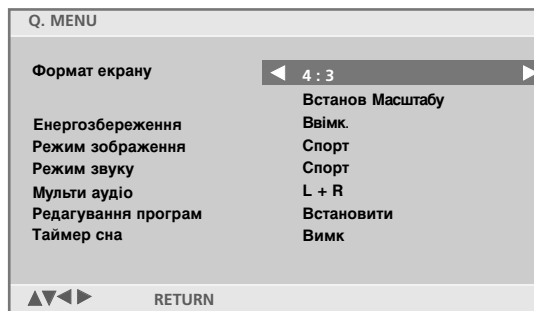 Q. MENU
Формат екрану 4 : 3
Встанов Масштабу
Енергозбереження Ввімк.
Режим зображення Спорт
Режим звуку Спорт
Мульти аудіо L + R
Редагування програм Встановити
Таймер сна Вимк
RETURN